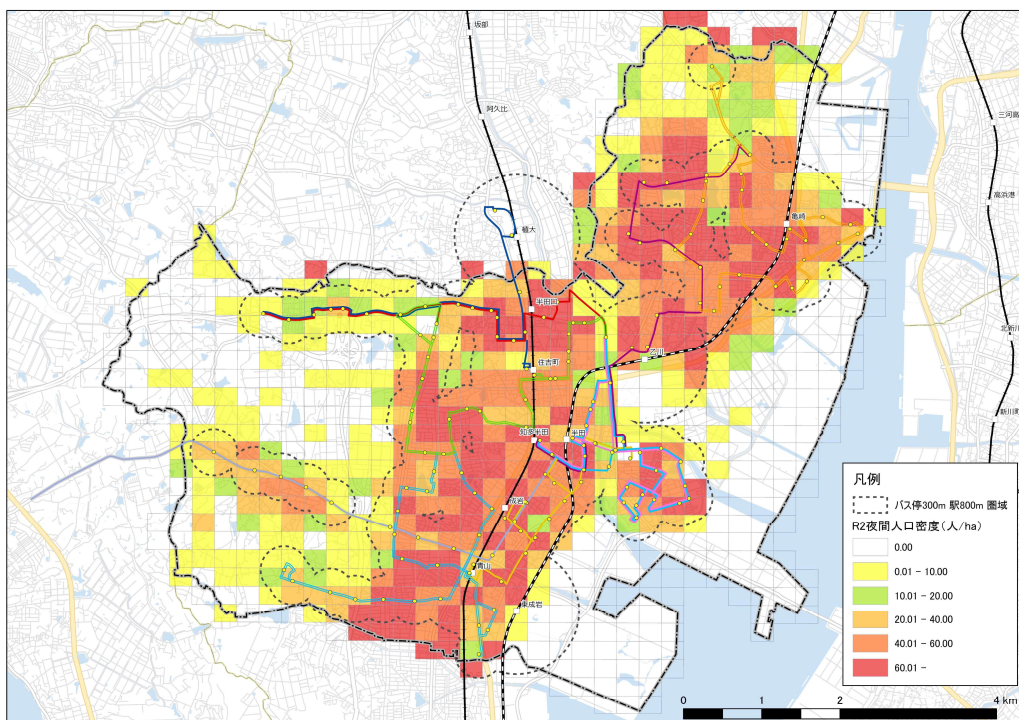 坂部
阿久比
三河高
高浜港
亀崎
植大
半田口
北新川
乙川
住吉町
新川町
知多半田
半田
成岩
青山
東成岩
凡例
バス停300m 駅800m 圏域
R2夜間人口密度(人/ha)
0.00
0.01 - 10.00
10.01 - 20.00
20.01 - 40.00
40.01 - 60.00
60.01 -
0 1 2 4 km